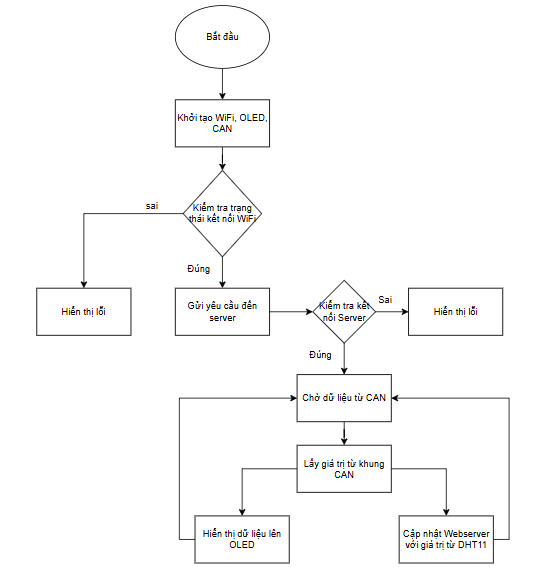 Bắt đầu
Khởi tạo WiFi, OLED,
CAN
Kiểm tra trạng
thái kết nối WiFi
sai
Đúng
Hiển thị lỗi
Gửi yêu cầu đến
server
Kiểm tra kết
nối Server
Sai
Hiển thị lỗi
Đúng
Chờ dữ liệu từ CAN
Lấy giá trị từ khung
CAN
Hiển thị dữ liệu lên
OLED
Cập nhật Webserver
với giá trị từ DHT11